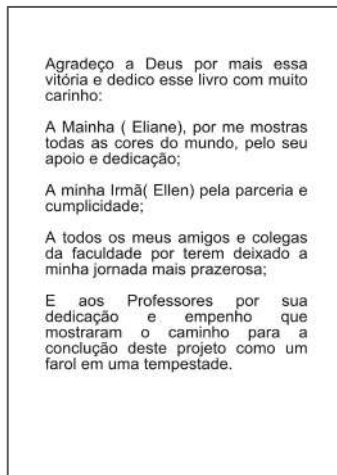 Agradeço a Deus por mais essa
vitória e dedico esse livro com muito
carinho:
A Mainha ( Eliane), por me mostras
todas as cores do mundo, pelo seu
apoio e dedicação;
A minha Irmã( Ellen) pela parceria e
cumplicidade;
A todos os meus amigos e colegas
da faculdade por terem deixado a
minha jornada mais prazerosa;
E aos Professores por sua
dedicação e empenho que
mostraram o caminho para a
conclução deste projeto como um
farol em uma tempestade.